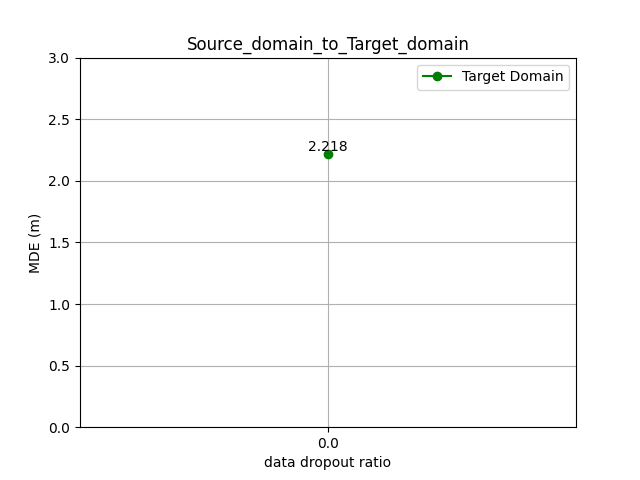 Source_domain_to_Target_domain
3.0
Target Domain
2.5
2.218
2.0
MDE (m)
1.5
1.0
0.5
0.0
0.0
data dropout ratio